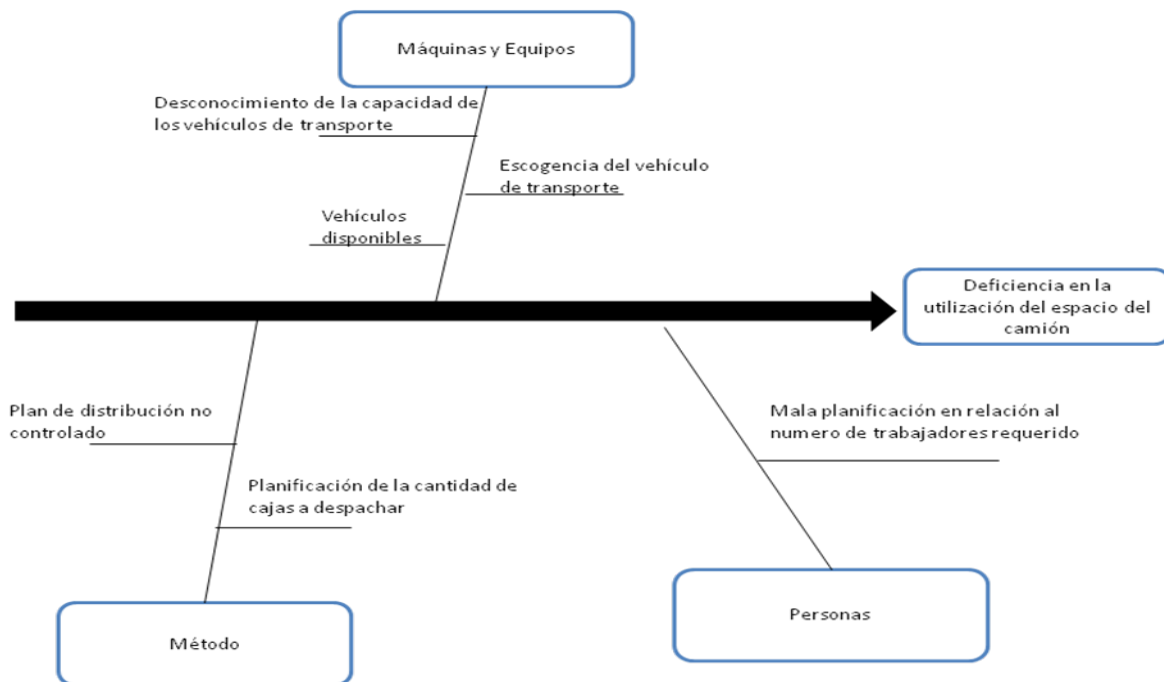 Máquinas y Equipos
Desconocimiento de la capacidad de
los vehículos de transporte
Escogencia del vehículo
de transporte
Vehículos
disponibles
Deficiencia en la
utilización del espacio del
camión
Plan de distribución no
controlado
Mala planificación en relación al
numero de trabajadores requerido
Planificación de la cantidad de
cajas a despachar
Personas
Método